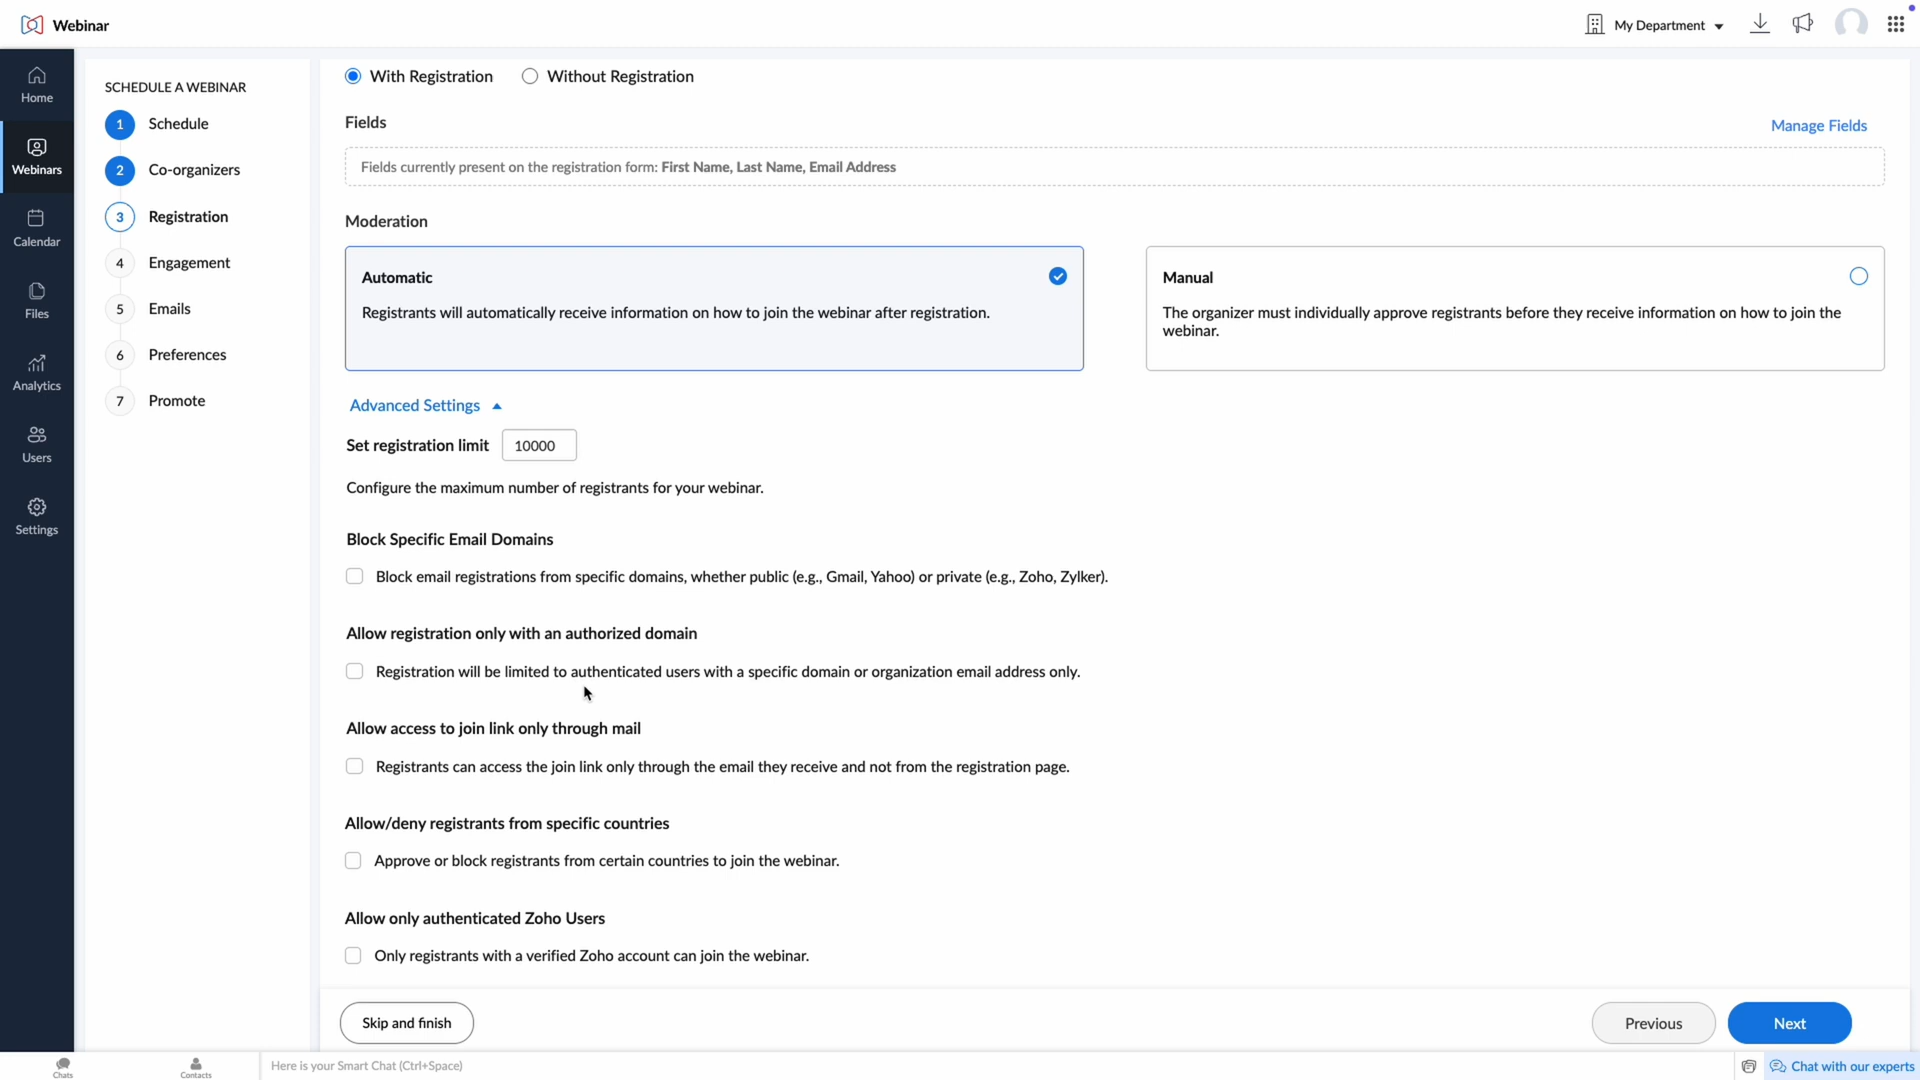 Webinar
My Department
Home
Webinars
Calendar
Files
Analytics
Users
Settings
SCHEDULE A WEBINAR
1 Schedule
2 Co-organizers
3 Registration
4 Engagement
5 Emails
6 Preferences
7 Promote
With Registration Without Registration
Fields Manage Fields
Fields currently present on the registration form: First Name, Last Name, Email Address
Moderation
Automatic
Registrants will automatically receive information on how to join the webinar after registration.
Manual
The organizer must individually approve registrants before they receive information on how to join the
webinar.
Advanced Settings
Set registration limit 10000
Configure the maximum number of registrants for your webinar.
Block Specific Email Domains
Block email registrations from specific domains, whether public (e.g., Gmail, Yahoo) or private (e.g., Zoho, Zylker).
Allow registration only with an authorized domain
Registration will be limited to authenticated users with a specific domain or organization email address only.
Allow access to join link only through mail
Registrants can access the join link only through the email they receive and not from the registration page.
Allow/deny registrants from specific countries
Approve or block registrants from certain countries to join the webinar.
Allow only authenticated Zoho Users
Only registrants with a verified Zoho account can join the webinar.
Skip and finish Previous Next
Chats Contacts Here is your Smart Chat (Ctrl+Space) Chat with our experts